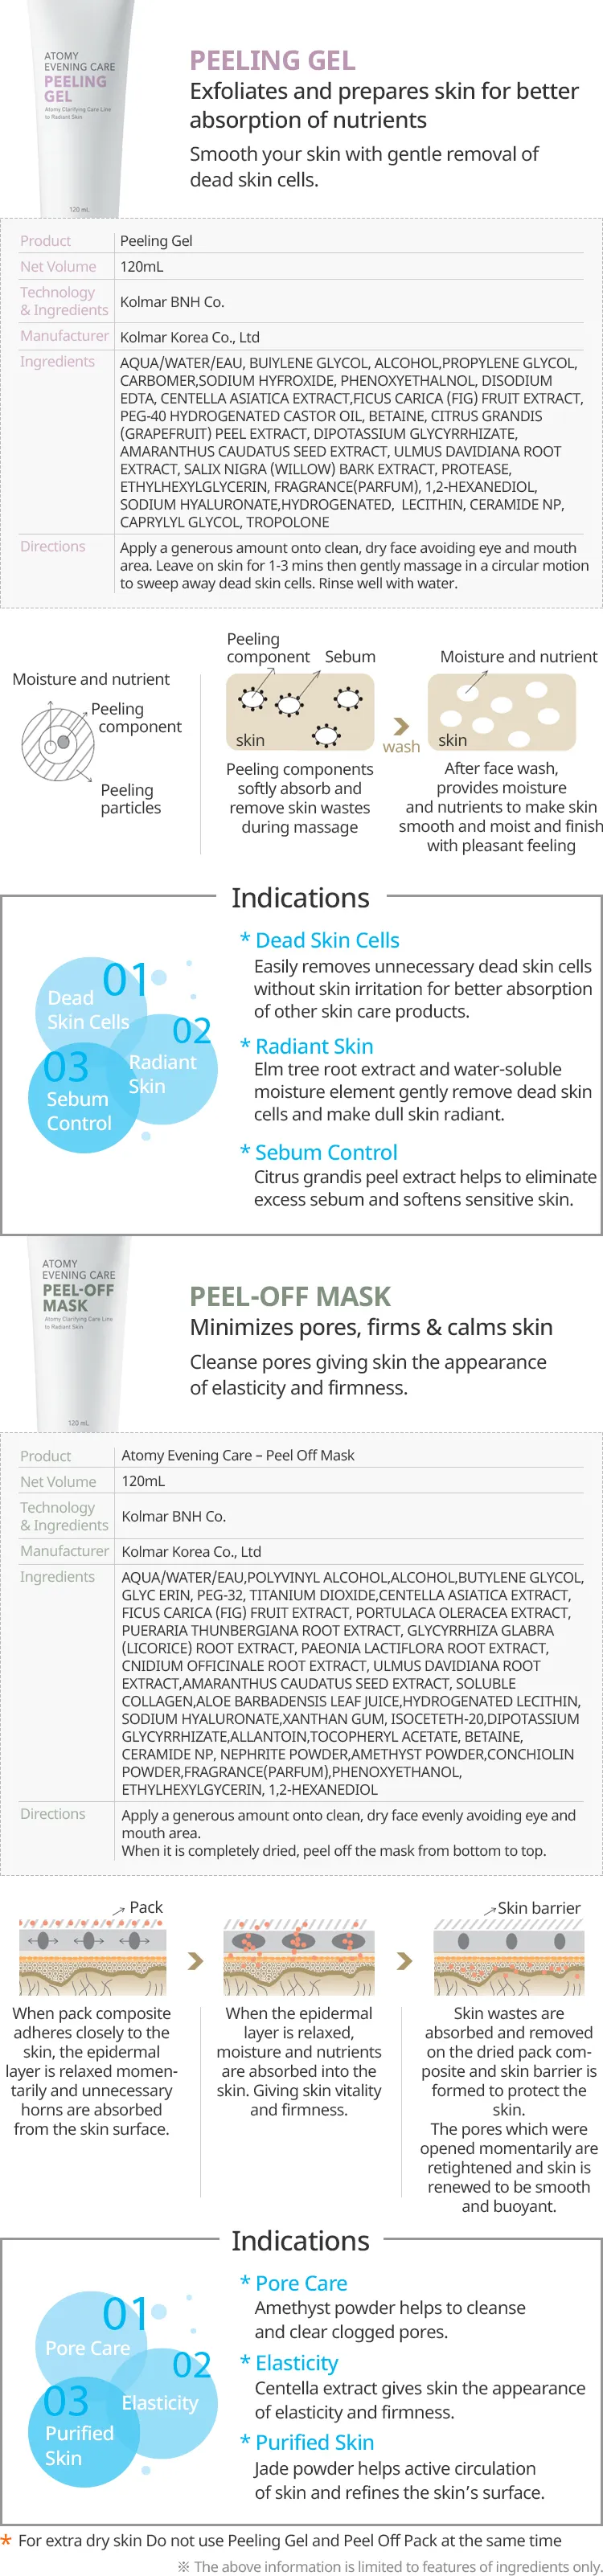 ATOMY
EVENING CARE
PEELING
GEL
Atomy Clarifying Care Line
to Radiant Skin
120 mL
PEELING GEL
Exfoliates and prepares skin for better
absorption of nutrients
Smooth your skin with gentle removal of
dead skin cells.
Product Peeling Gel
Net Volume 120mL
Technology
& Ingredients Kolmar BNH Co.
Manufacturer Kolmar Korea Co., Ltd
Ingredients AQUA/WATER/EAU, BUlYLENE GLYCOL, ALCOHOL,PROPYLENE GLYCOL,
CARBOMER,SODIUM HYFROXIDE, PHENOXYETHALNOL, DISODIUM
EDTA, CENTELLA ASIATICA EXTRACT,FICUS CARICA (FIG) FRUIT EXTRACT,
PEG-40 HYDROGENATED CASTOR OIL, BETAINE, CITRUS GRANDIS
(GRAPEFRUIT) PEEL EXTRACT, DIPOTASSIUM GLYCYRRHIZATE,
AMARANTHUS CAUDATUS SEED EXTRACT, ULMUS DAVIDIANA ROOT
EXTRACT, SALIX NIGRA (WILLOW) BARK EXTRACT, PROTEASE,
ETHYLHEXYLGLYCERIN, FRAGRANCE(PARFUM), 1,2-HEXANEDIOL,
SODIUM HYALURONATE,HYDROGENATED, LECITHIN, CERAMIDE NP,
CAPRYLYL GLYCOL, TROPOLONE
Directions Apply a generous amount onto clean, dry face avoiding eye and mouth
area. Leave on skin for 1-3 mins then gently massage in a circular motion
to sweep away dead skin cells. Rinse well with water.
Moisture and nutrient
Peeling
component
Peeling
particles
Peeling
component Sebum
skin
wash
Peeling components
softly absorb and
remove skin wastes
during massage
Moisture and nutrient
skin
After face wash,
provides moisture
and nutrients to make skin
smooth and moist and finish
with pleasant feeling
Indications
01
Dead
Skin Cells
02
Radiant
Skin
03
Sebum
Control
* Dead Skin Cells
Easily removes unnecessary dead skin cells
without skin irritation for better absorption
of other skin care products.
* Radiant Skin
Elm tree root extract and water-soluble
moisture element gently remove dead skin
cells and make dull skin radiant.
* Sebum Control
Citrus grandis peel extract helps to eliminate
excess sebum and softens sensitive skin.
ATOMY
EVENING CARE
PEEL-OFF
MASK
Atomy Clarifying Care Line
to Radiant Skin
120 mL
PEEL-OFF MASK
Minimizes pores, firms & calms skin
Cleanse pores giving skin the appearance
of elasticity and firmness.
Product Atomy Evening Care – Peel Off Mask
Net Volume 120mL
Technology
& Ingredients Kolmar BNH Co.
Manufacturer Kolmar Korea Co., Ltd
Ingredients AQUA/WATER/EAU,POLYVINYL ALCOHOL,ALCOHOL,BUTYLENE GLYCOL,
GLYC ERIN, PEG-32, TITANIUM DIOXIDE,CENTELLA ASIATICA EXTRACT,
FICUS CARICA (FIG) FRUIT EXTRACT, PORTULACA OLERACEA EXTRACT,
PUERARIA THUNBERGIANA ROOT EXTRACT, GLYCYRRHIZA GLABRA
(LICORICE) ROOT EXTRACT, PAEONIA LACTIFLORA ROOT EXTRACT,
CNIDIUM OFFICINALE ROOT EXTRACT, ULMUS DAVIDIANA ROOT
EXTRACT,AMARANTHUS CAUDATUS SEED EXTRACT, SOLUBLE
COLLAGEN,ALOE BARBADENSIS LEAF JUICE,HYDROGENATED LECITHIN,
SODIUM HYALURONATE,XANTHAN GUM, ISOCETETH-20,DIPOTASSIUM
GLYCYRRHIZATE,ALLANTOIN,TOCOPHERYL ACETATE, BETAINE,
CERAMIDE NP, NEPHRITE POWDER,AMETHYST POWDER,CONCHIOLIN
POWDER,FRAGRANCE(PARFUM),PHENOXYETHANOL,
ETHYLHEXYLGYCERIN, 1,2-HEXANEDIOL
Directions Apply a generous amount onto clean, dry face evenly avoiding eye and
mouth area.
When it is completely dried, peel off the mask from bottom to top.
Pack
When pack composite
adheres closely to the
skin, the epidermal
layer is relaxed momen-
tarily and unnecessary
horns are absorbed
from the skin surface.
When the epidermal
layer is relaxed,
moisture and nutrients
are absorbed into the
skin. Giving skin vitality
and firmness.
Skin barrier
Skin wastes are
absorbed and removed
on the dried pack com-
posite and skin barrier is
formed to protect the
skin.
The pores which were
opened momentarily are
retightened and skin is
renewed to be smooth
and buoyant.
Indications
01
Pore Care
02
Elasticity
03
Purified
Skin
* Pore Care
Amethyst powder helps to cleanse
and clear clogged pores.
* Elasticity
Centella extract gives skin the appearance
of elasticity and firmness.
* Purified Skin
Jade powder helps active circulation
of skin and refines the skin's surface.
* For extra dry skin Do not use Peeling Gel and Peel Off Pack at the same time
※ The above information is limited to features of ingredients only.